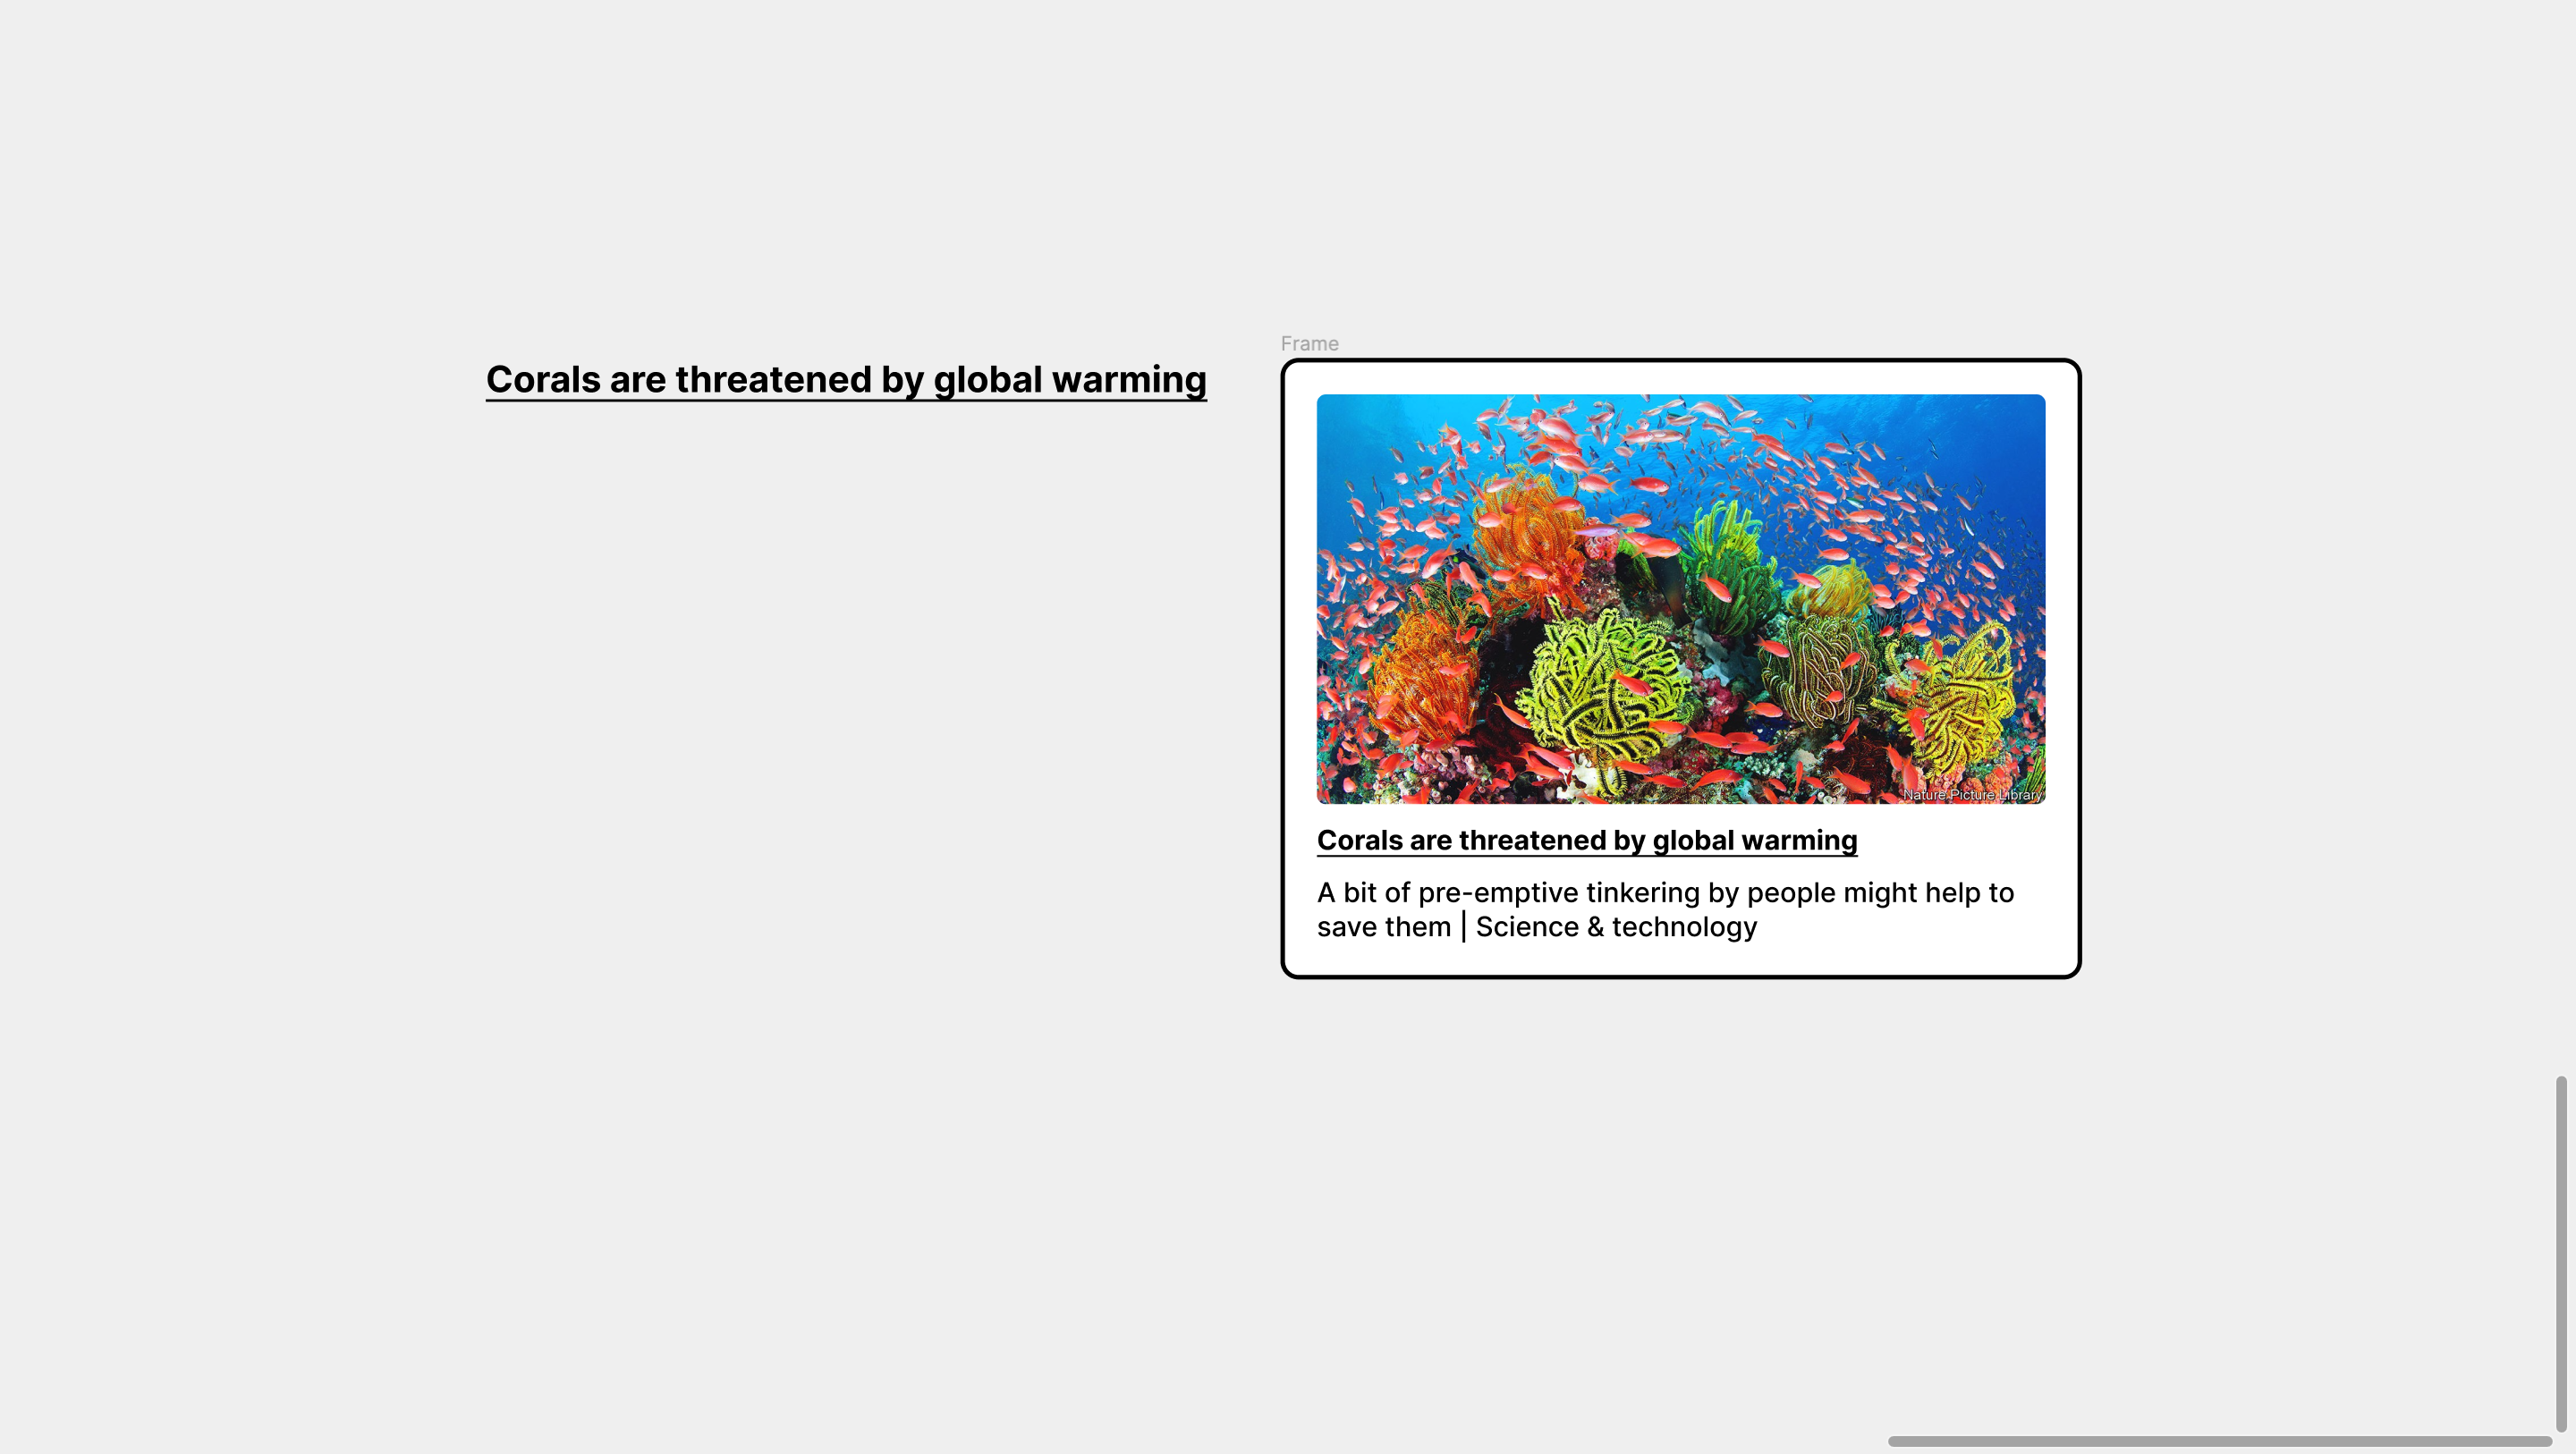 Frame
Corals are threatened by global warming
Nature Picture Library
Corals are threatened by global warming
A bit of pre-emptive tinkering by people might help to
save them | Science & technology